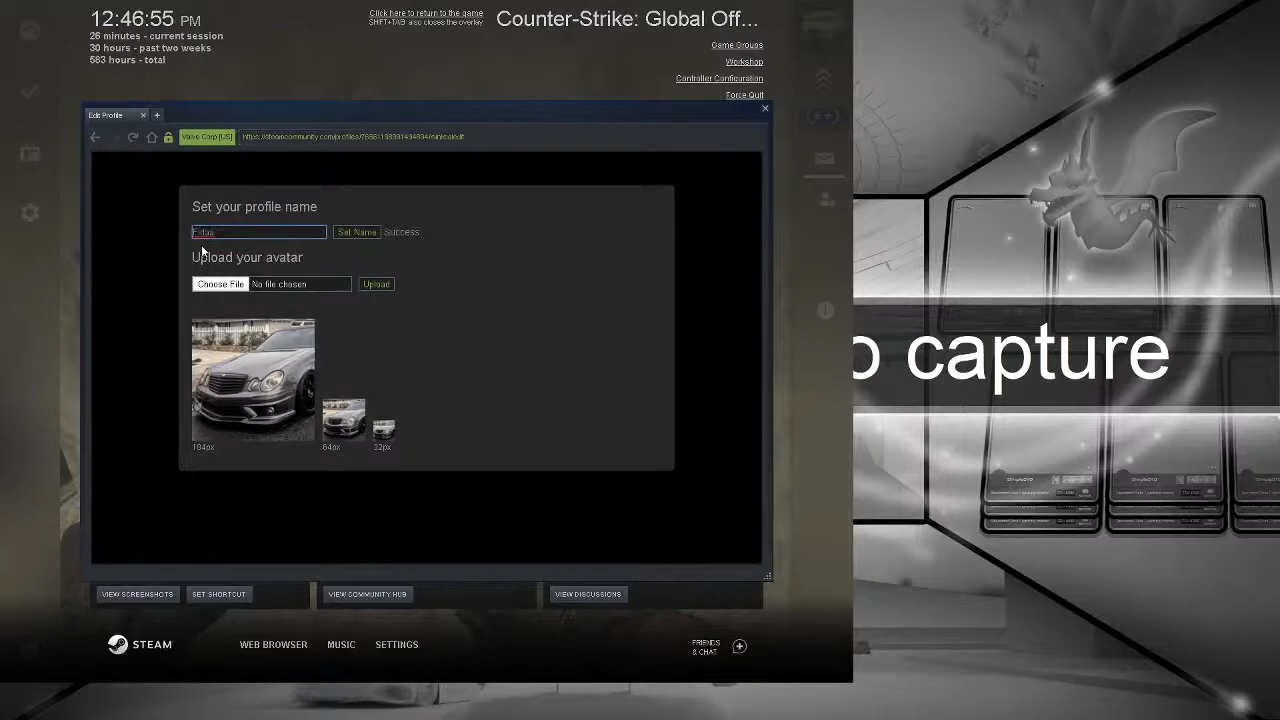 12:46:55 PM
26 minutes - current session
30 hours - past two weeks
583 hours - total
Click here to return to the game
SHIFT+TAB also closes the overlay
Counter-Strike: Global Off...
Game Groups
Workshop
Controller Configuration
Force Quit
Edit Profile
Valve Corp [US]
Set your profile name
Fidaa
Set Name
Success
Upload your avatar
Choose File
No file chosen
Upload
184px
64px
32px
o capture
VIEW SCREENSHOTS
SET SHORTCUT
VIEW COMMUNITY HUB
VIEW DISCUSSIONS
STEAM
WEB BROWSER
MUSIC
SETTINGS
FRIENDS
& CHAT